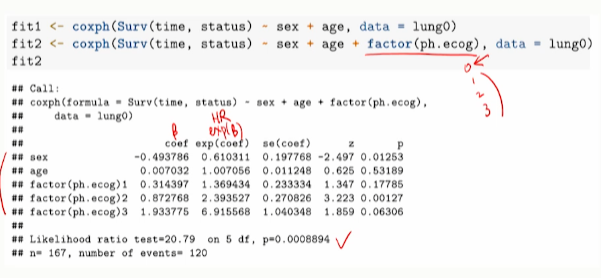 fit1 <- coxph(Surv(time, status) ~ sex + age, data = lung0)
fit2 <- coxph(Surv(time, status) ~ sex + age + factor(ph.ecog), data = lung0)
fit2
0
1
2
3
## Call:
## coxph(formula = Surv(time, status) ~ sex + age + factor(ph.ecog),
##     data = lung0)
##
β HR exp(β)
## coef exp(coef) se(coef) z p
## sex -0.493786 0.610311 0.197768 -2.497 0.01253
## age 0.007032 1.007056 0.011248 0.625 0.53189
## factor(ph.ecog)1 0.314397 1.369434 0.233334 1.347 0.17785
## factor(ph.ecog)2 0.872768 2.393527 0.270826 3.223 0.00127
## factor(ph.ecog)3 1.933775 6.915568 1.040348 1.859 0.06306
##
## Likelihood ratio test=20.79 on 5 df, p=0.0008894
## n= 167, number of events= 120